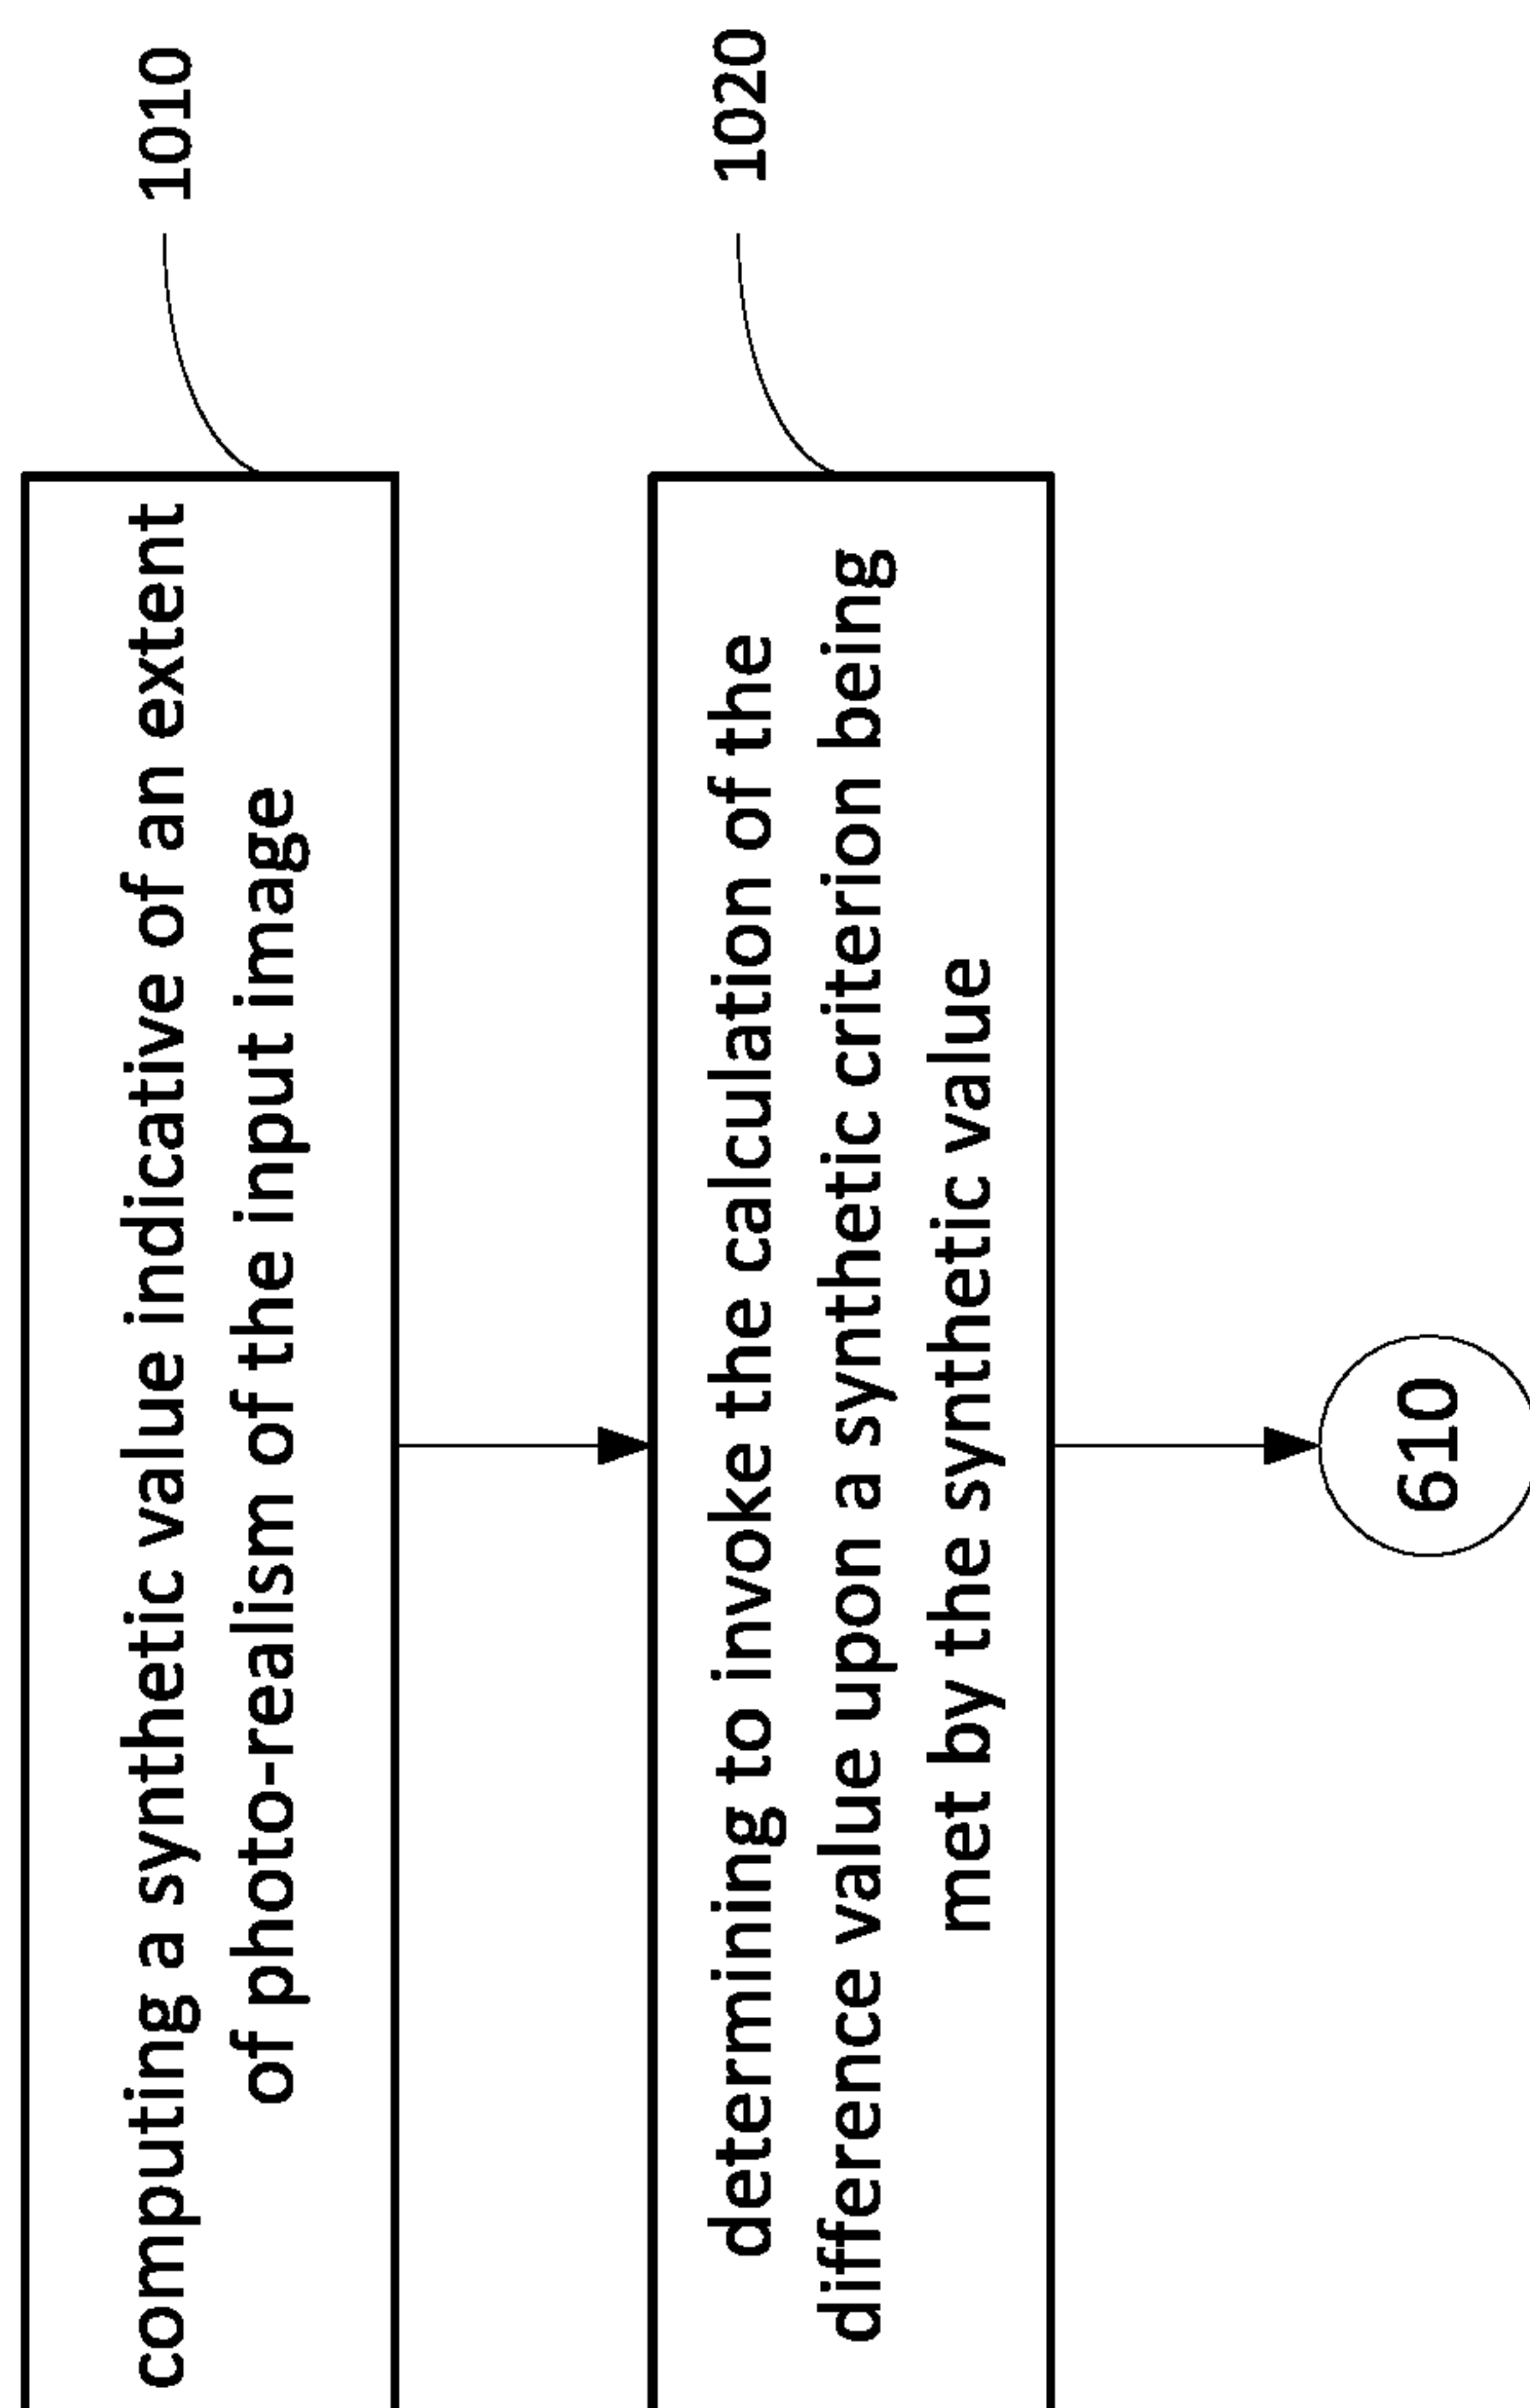 computing a synthetic value indicative of an extent
of photo-realism of the input image
1010
determining to invoke the calculation of the
difference value upon a synthetic criterion being
met by the synthetic value
1020
610